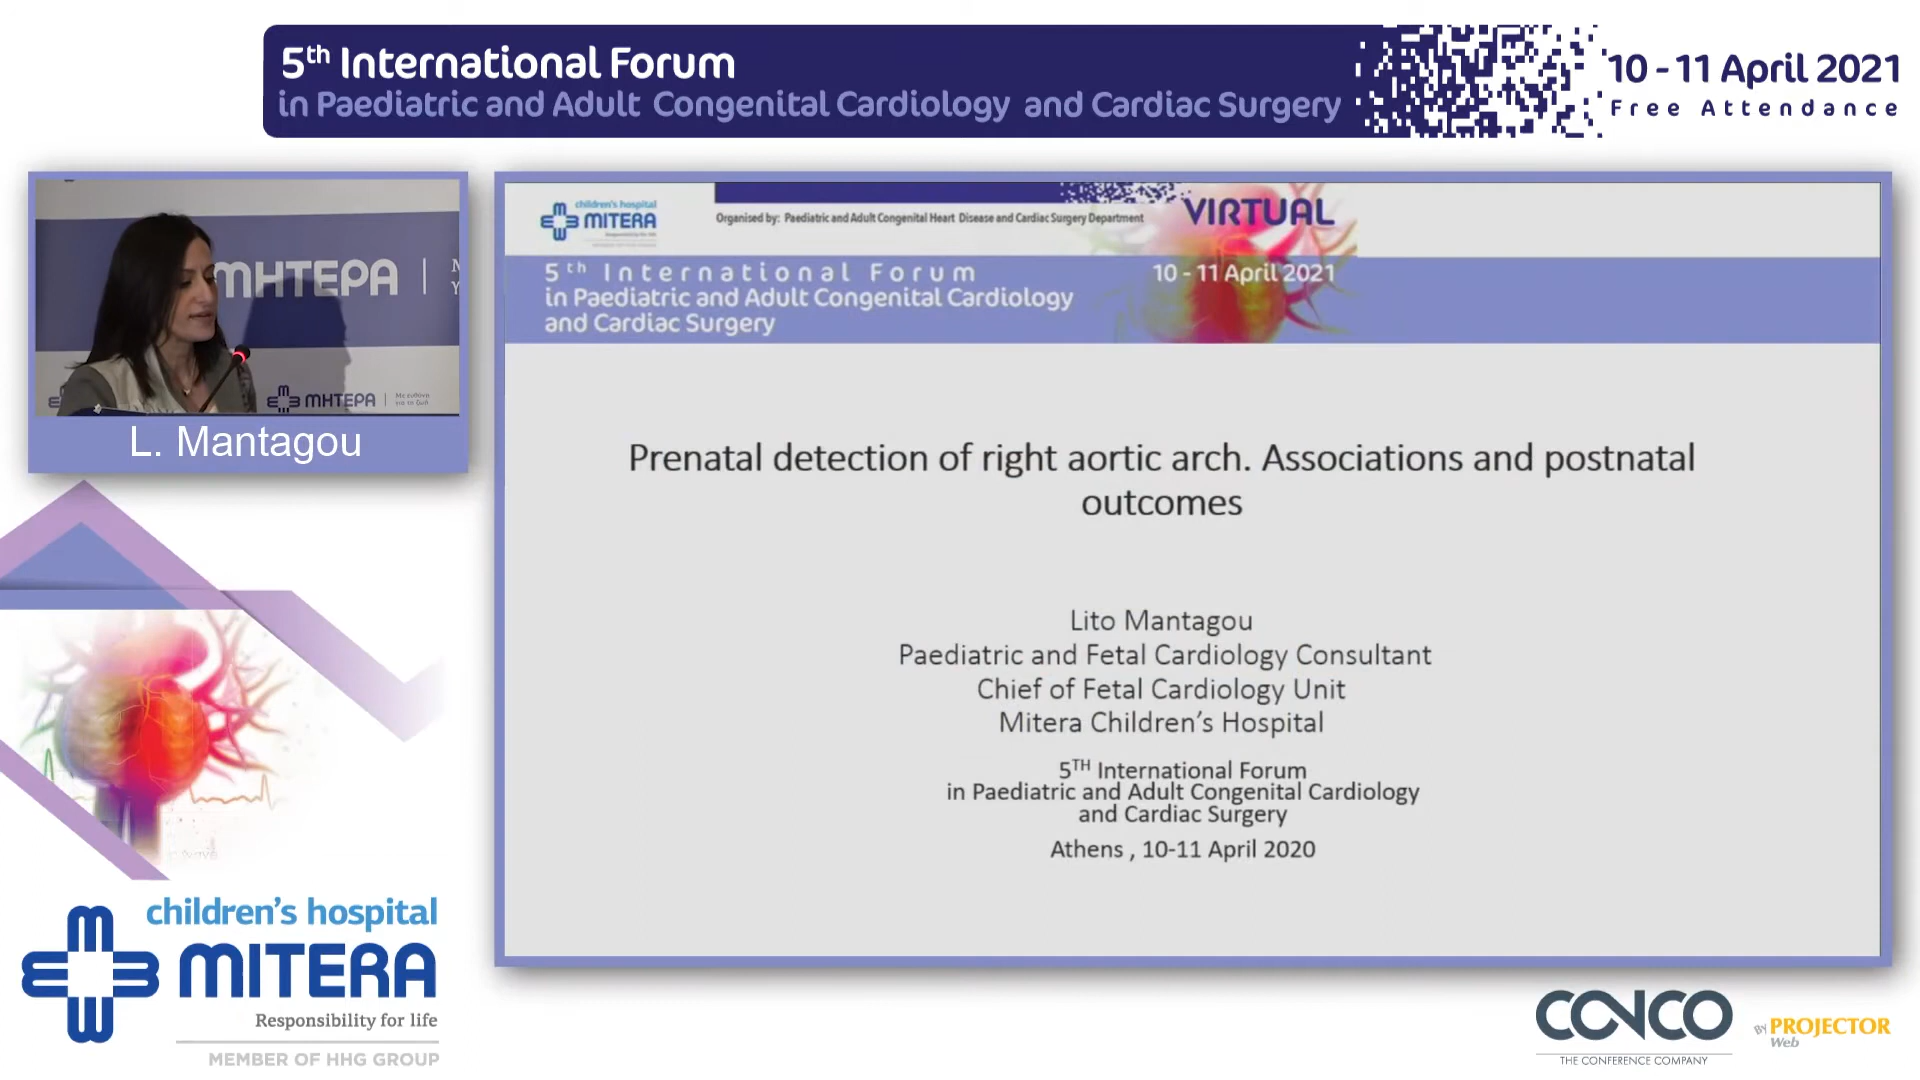 5th International Forum
in Paediatric and Adult Congenital Cardiology and Cardiac Surgery
10 - 11 April 2021
Free Attendance
ΜΗΤΕΡΑ
ΜΗΤΕΡΑ
L. Mantagou
children's hospital
MITERA
Organised by: Paediatric and Adult Congenital Heart Disease and Cardiac Surgery Department
VIRTUAL
5th International Forum
in Paediatric and Adult Congenital Cardiology
and Cardiac Surgery
10 - 11 April 2021
Prenatal detection of right aortic arch. Associations and postnatal
outcomes
Lito Mantagou
Paediatric and Fetal Cardiology Consultant
Chief of Fetal Cardiology Unit
Mitera Children's Hospital
5TH International Forum
in Paediatric and Adult Congenital Cardiology
and Cardiac Surgery
Athens , 10-11 April 2020
children's hospital
MITERA
Responsibility for life
MEMBER OF HHG GROUP
CONCO
THE CONFERENCE COMPANY
BY PROJECTOR
Web